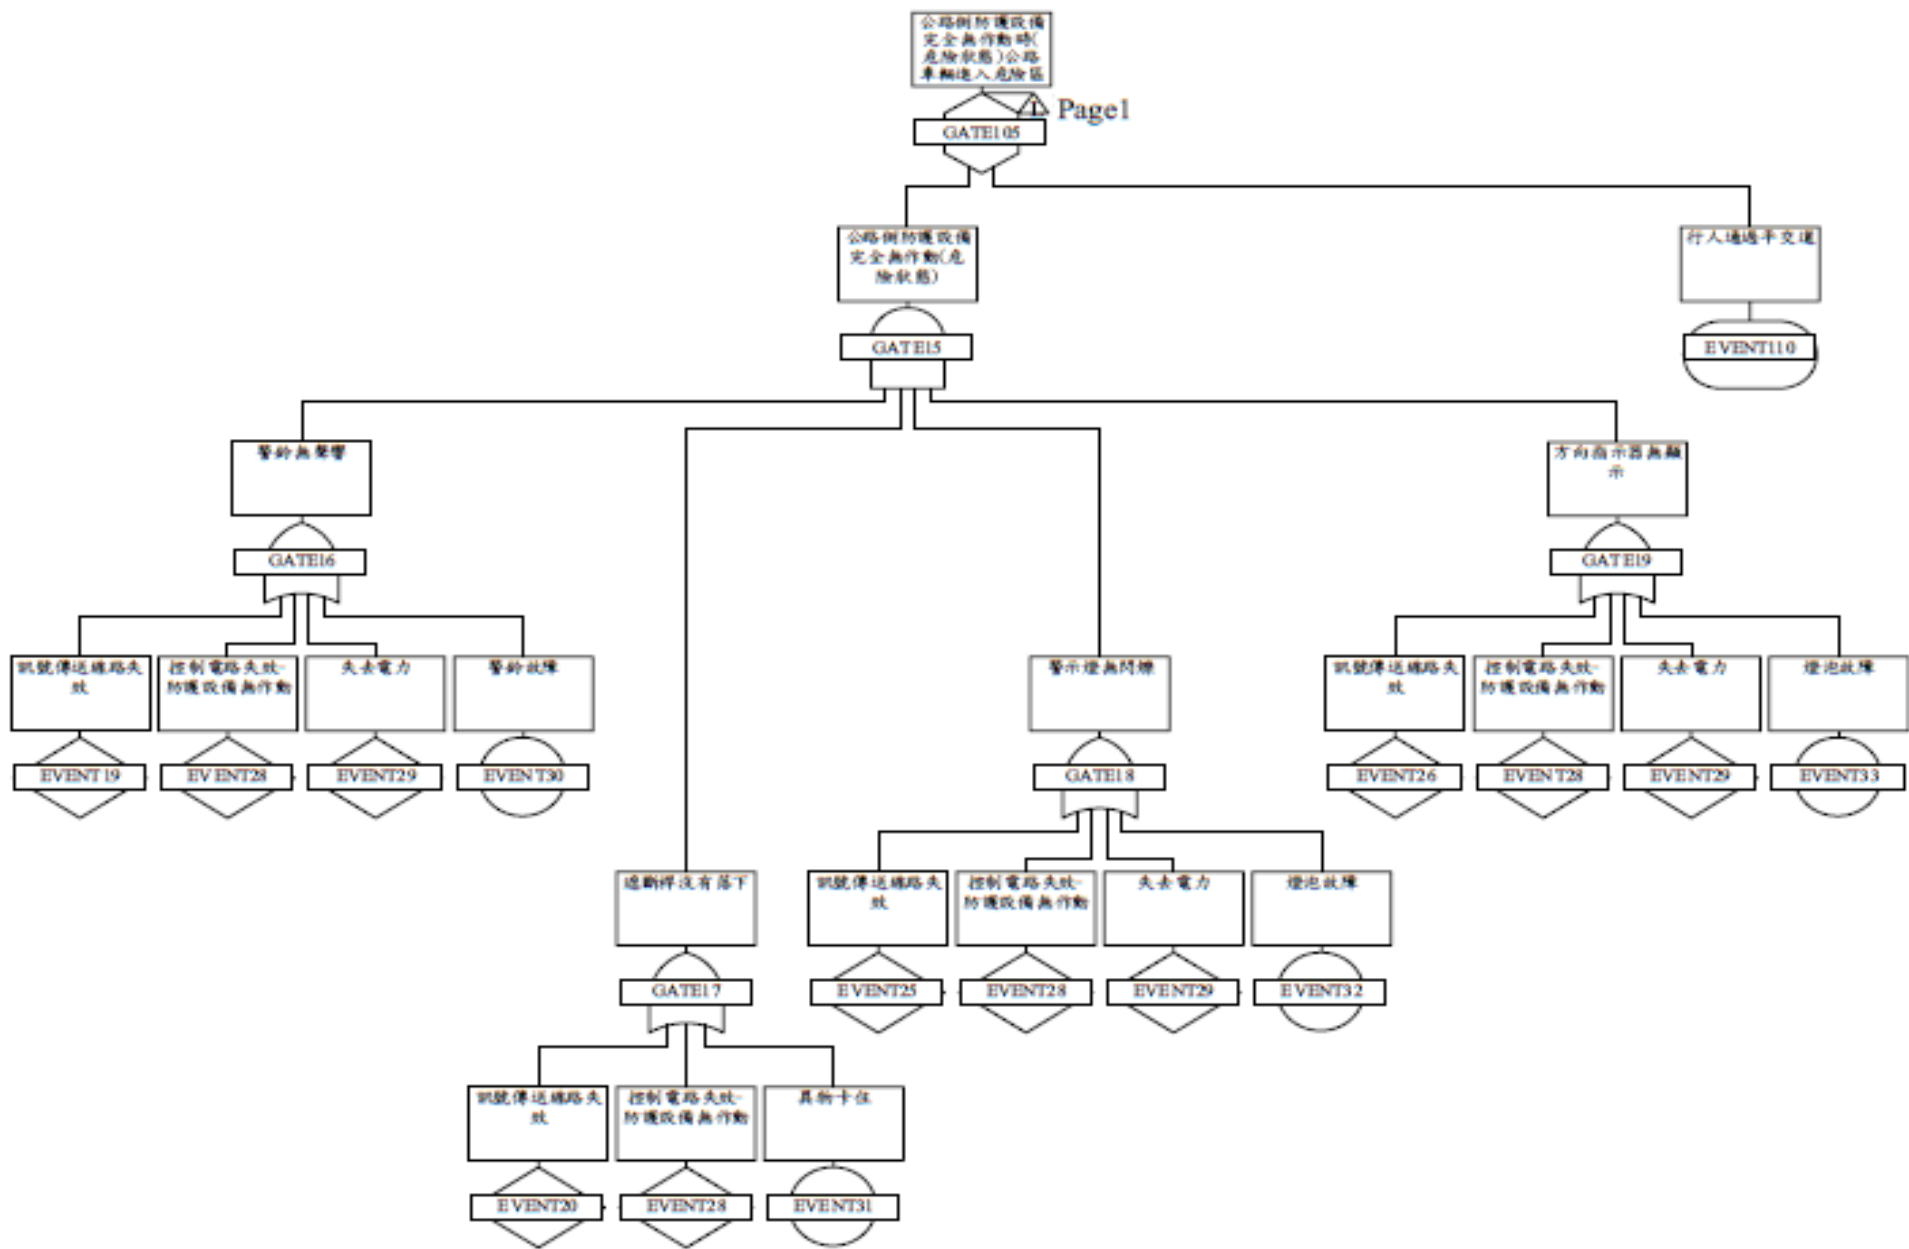 公路側防護設備
完全無作動時(
危險狀態)公路
車輛進入危險區
1
Page1
GATE105
公路側防護設備
完全無作動(危
險狀態)
行人通過平交道
GATE15
EVENT110
警鈴無聲響
方向指示器無顯
示
GATE16
GATE19
訊號傳送線路失
效
控制電路失效-
防護設備無作動
失去電力
警鈴故障
警示燈無閃爍
訊號傳送線路失
效
控制電路失效-
防護設備無作動
失去電力
燈泡故障
EVENT19
EVENT28
EVENT29
EVENT30
GATE18
EVENT26
EVENT28
EVENT29
EVENT33
遮斷桿沒有落下
訊號傳送線路失
效
控制電路失效-
防護設備無作動
失去電力
燈泡故障
GATE17
EVENT25
EVENT28
EVENT29
EVENT32
訊號傳送線路失
效
控制電路失效-
防護設備無作動
異物卡住
EVENT20
EVENT28
EVENT31